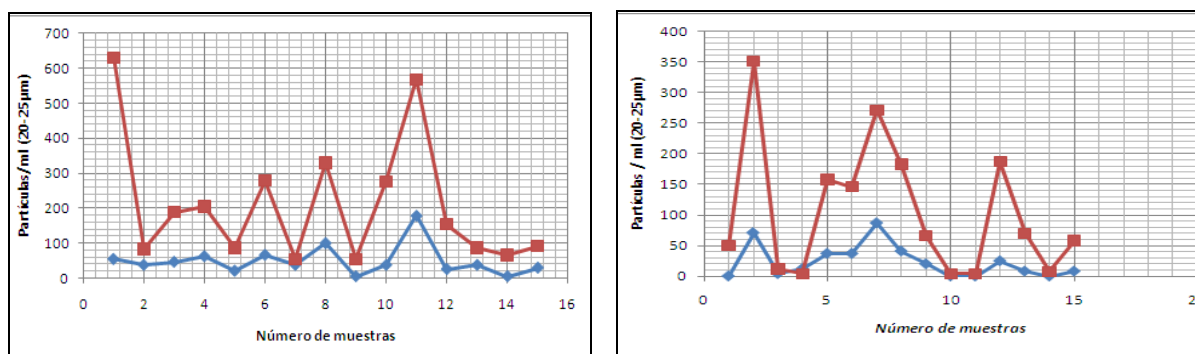 Partículas/ml (20-25µm)
700
600
500
400
300
200
100
0
0 2 4 6 8 10 12 14 16
Número de muestras
Partículas / ml (20-25µm)
400
350
300
250
200
150
100
50
0
0 5 10 15
Número de muestras